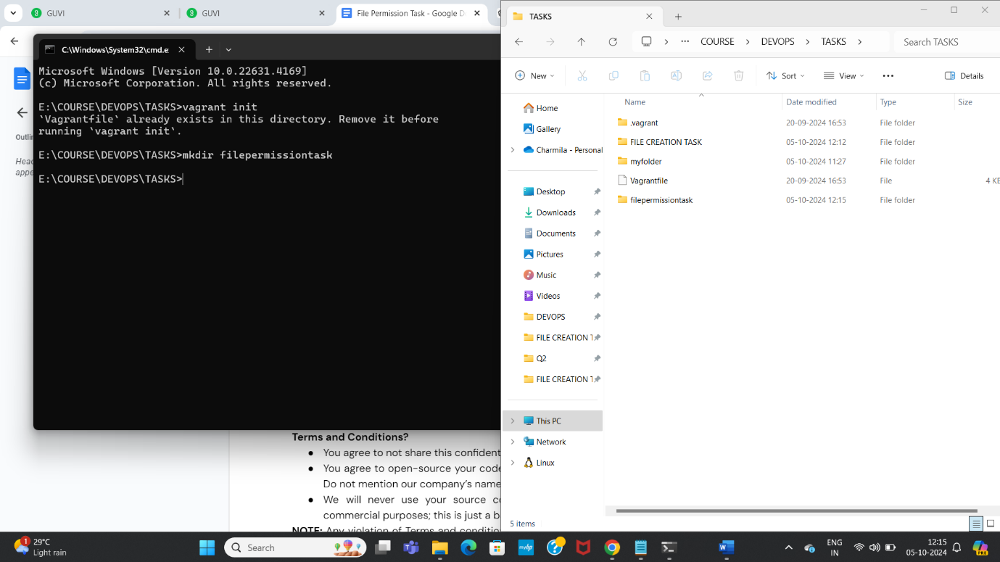 GUVI
GUVI
File Permission Task - Google D
C:\Windows\System32\cmd.e
Microsoft Windows [Version 10.0.22631.4169]
(c) Microsoft Corporation. All rights reserved.
E:\COURSE\DEVOPS\TASKS>vagrant init
`Vagrantfile` already exists in this directory. Remove it before
running `vagrant init`.
E:\COURSE\DEVOPS\TASKS>mkdir filepermissiontask
E:\COURSE\DEVOPS\TASKS>
Outlin
Head
appe
Terms and Conditions?
You agree to not share this confident
You agree to open-source your code
Do not mention our company's name
We will never use your source co
commercial purposes; this is just a b
NOTE: Any violation of Terms and condition
TASKS
COURSE
DEVOPS
TASKS
Search TASKS
New
Sort
View
Details
Name
Date modified
Type
Size
.vagrant 20-09-2024 16:53 File folder
FILE CREATION TASK 05-10-2024 12:12 File folder
myfolder 05-10-2024 11:27 File folder
Vagrantfile 20-09-2024 16:53 File 4 KE
filepermissiontask 05-10-2024 12:15 File folder
Home
Gallery
Charmila - Personal
Desktop
Downloads
Documents
Pictures
Music
Videos
DEVOPS
FILE CREATION T
Q2
FILE CREATION T
This PC
Network
Linux
5 items
1
29°C
Light rain
Search
myhp
ENG
IN
12:15
05-10-2024
PRE